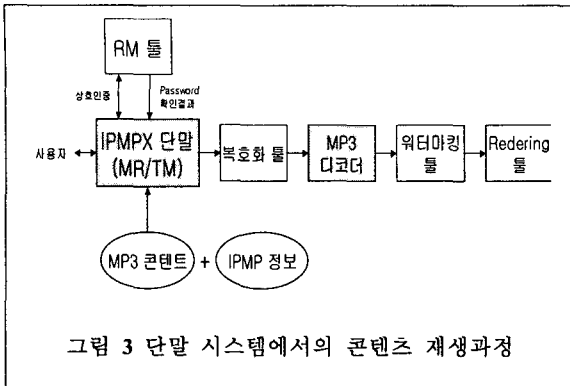 RM 툴
상호인증
Password
확인결과
사용자
IPMPX 단말
(MR/TM)
복호화 툴
MP3
디코더
워터마킹
툴
Redering
툴
MP3 콘텐트 + IPMP 정보
그림 3 단말 시스템에서의 콘텐츠 재생과정